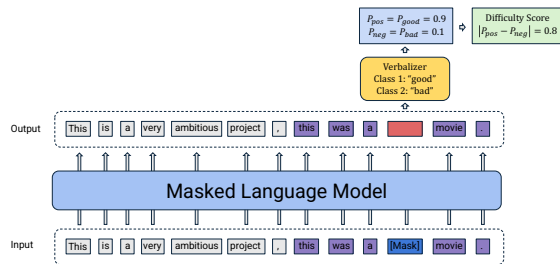 P_pos = P_good = 0.9
P_neg = P_bad = 0.1
Difficulty Score
|P_pos − P_neg| = 0.8
Verbalizer
Class 1: “good”
Class 2: “bad”
Output
This is a very ambitious project , this was a movie .
Masked Language Model
Input
This is a very ambitious project , this was a [Mask] movie .